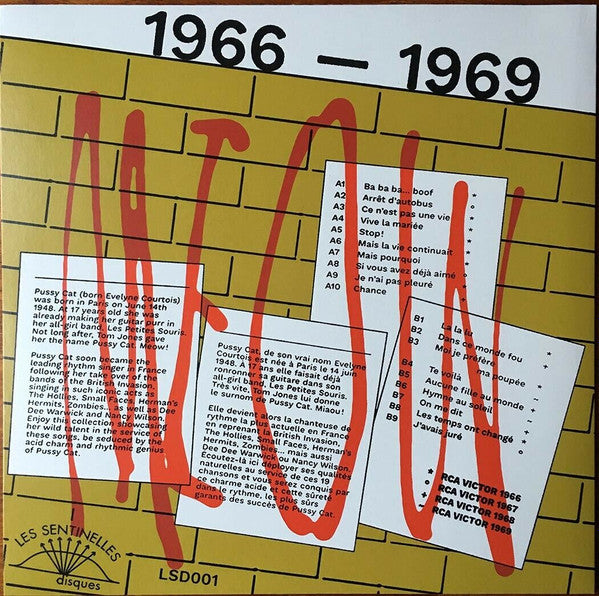 1966 — 1969
MIAOU
A1 Ba ba ba... boof *
A2 Arrêt d'autobus
A3 Ce n'est pas une vie
A4 Vive la mariée
A5 Stop!
A6 Mais la vie continuait
A7 Mais pourquoi
A8 Si vous avez déjà aimé
A9 Je n'ai pas pleuré
A10 Chance
B1 La la lu
B2 Dans ce monde fou
B3 Moi je préfère
ma poupée
B4 Te voilà
B5 Aucune fille au monde
B6 Hymne au soleil
B7 On me dit
B8 Les temps ont changé
B9 J'avais juré
* RCA VICTOR 1966
° RCA VICTOR 1967
+ RCA VICTOR 1968
RCA VICTOR 1969
Pussy Cat (born Evelyne Courtois)
was born in Paris on June 14th
1948. At 17 years old she was
already making her guitar purr in
her all-girl band, Les Petites Souris.
Not long after, Tom Jones gave
her the name Pussy Cat. Meow!
Pussy Cat soon became the
leading rhythm singer in France
following her take over of the
bands of the British Invasion,
singing with such iconic acts as
The Hollies, Small Faces, Herman's
Hermits, Zombies... as well as Dee
Dee Warwick and Nancy Wilson.
Enjoy the collection showcasing
her wild talent in the service of
these songs, be seduced by the
acid charm and rhythmic genius
of Pussy Cat.
Pussy Cat, de son vrai nom Evelyne
Courtois est née à Paris le 14 juin
1948. À 17 ans elle faisait déjà
ronronner sa guitare dans son
all-girl band, Les Petites Souris.
Très vite, Tom Jones lui donne
le surnom de Pussy Cat. Miaou!
Elle devient alors la chanteuse de
rythme la plus actuelle en France
en reprenant la British Invasion,
The Hollies, Small Faces, Herman's
Hermits, Zombies... mais aussi
Dee Dee Warwick ou Nancy Wilson.
Écoutez-là ici déployer ses qualités
naturelles au service de ces 19
chansons et vous serez conquis par
ce charme acide et cette sûreté
dans le rythme, les plus sûrs
garants des succès de Pussy Cat.
LES SENTINELLES
disques
LSD001